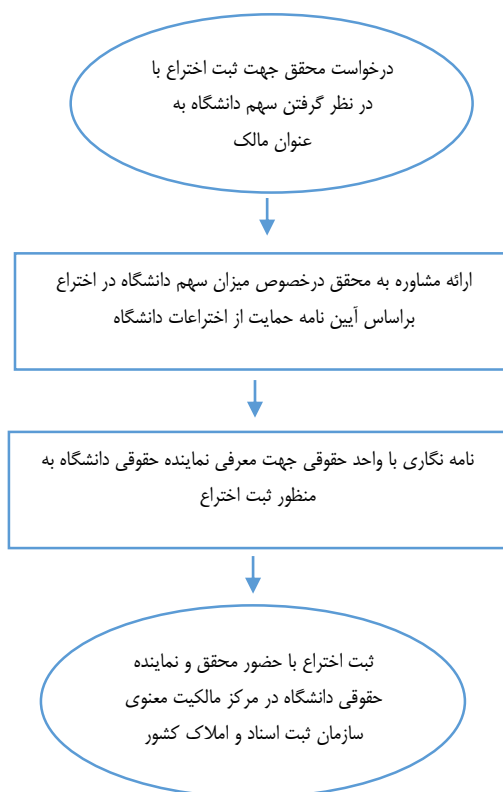 درخواست محقق جهت ثبت اختراع با
در نظر گرفتن سهم دانشگاه به
عنوان مالک
ارائه مشاوره به محقق درخصوص میزان سهم دانشگاه در اختراع
براساس آیین نامه حمایت از اختراعات دانشگاه
نامه نگاری با واحد حقوقی جهت معرفی نماینده حقوقی دانشگاه به
منظور ثبت اختراع
ثبت اختراع با حضور محقق و نماینده
حقوقی دانشگاه در مرکز مالکیت معنوی
سازمان ثبت اسناد و املاک کشور